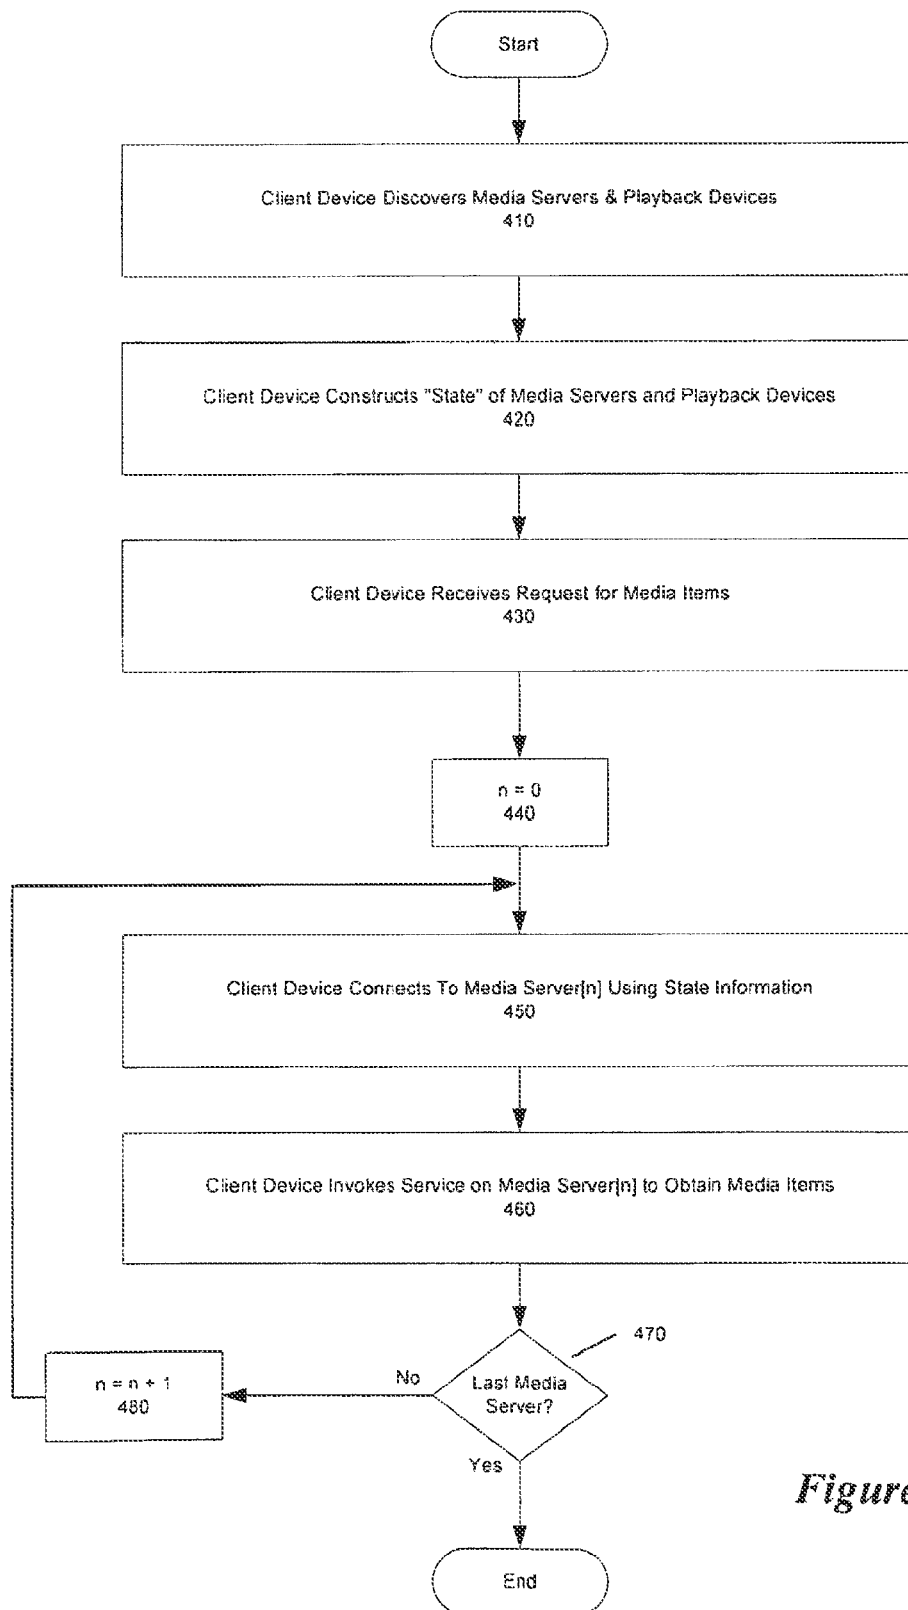 Start
Client Device Discovers Media Servers & Playback Devices
410
Client Device Constructs "State" of Media Servers and Playback Devices
420
Client Device Receives Request for Media Items
430
n = 0
440
Client Device Connects To Media Server[n] Using State Information
450
Client Device Invokes Service on Media Server[n] to Obtain Media Items
460
470
Last Media
Server?
No
n = n + 1
480
Yes
Figure
End